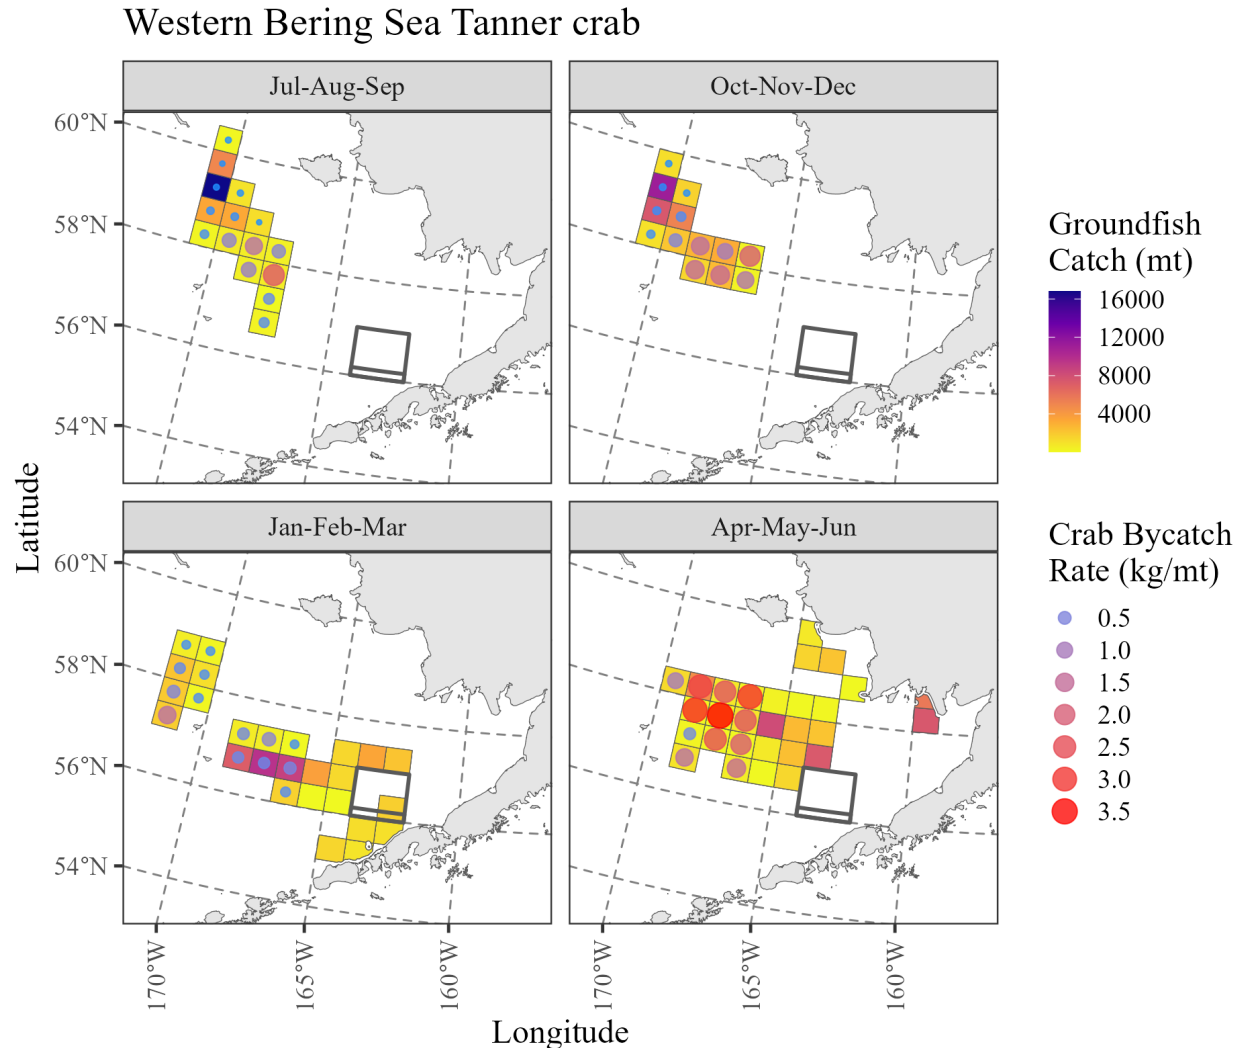 Western Bering Sea Tanner crab
Jul-Aug-Sep
Oct-Nov-Dec
60°N
58°N
56°N
54°N
Jan-Feb-Mar
Apr-May-Jun
60°N
58°N
56°N
54°N
170°W
165°W
160°W
170°W
165°W
160°W
Latitude
Longitude
Groundfish
Catch (mt)
16000
12000
8000
4000
Crab Bycatch
Rate (kg/mt)
0.5
1.0
1.5
2.0
2.5
3.0
3.5